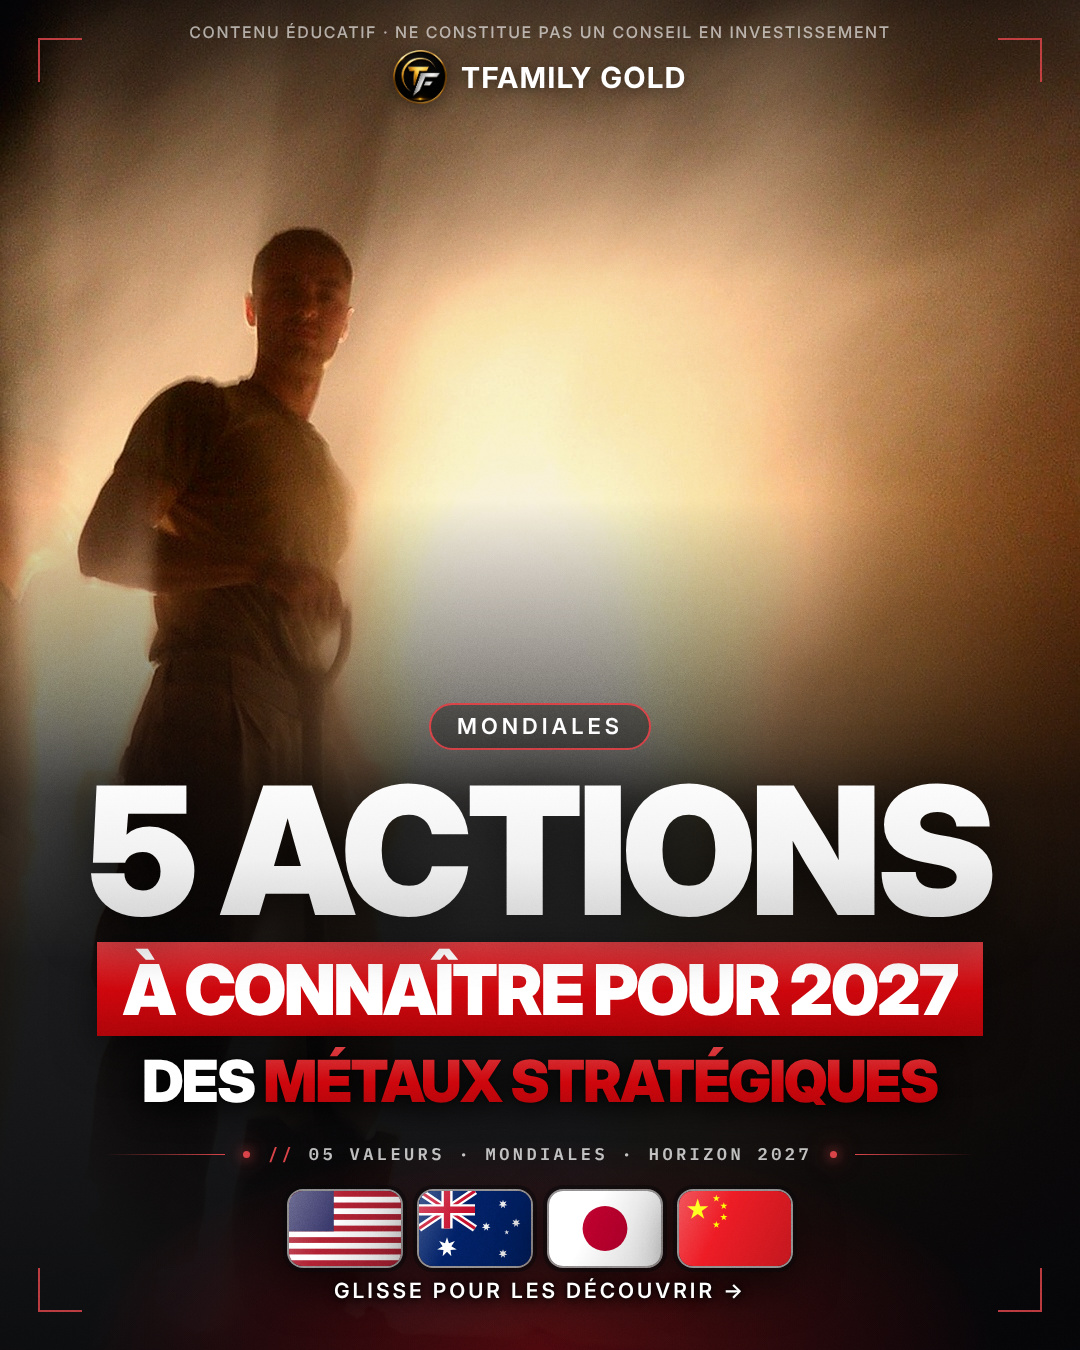 CONTENU ÉDUCATIF · NE CONSTITUE PAS UN CONSEIL EN INVESTISSEMENT
TF TFAMILY GOLD
MONDIALES
5 ACTIONS
À CONNAÎTRE POUR 2027
DES MÉTAUX STRATÉGIQUES
// 05 VALEURS · MONDIALES · HORIZON 2027
GLISSE POUR LES DÉCOUVRIR →